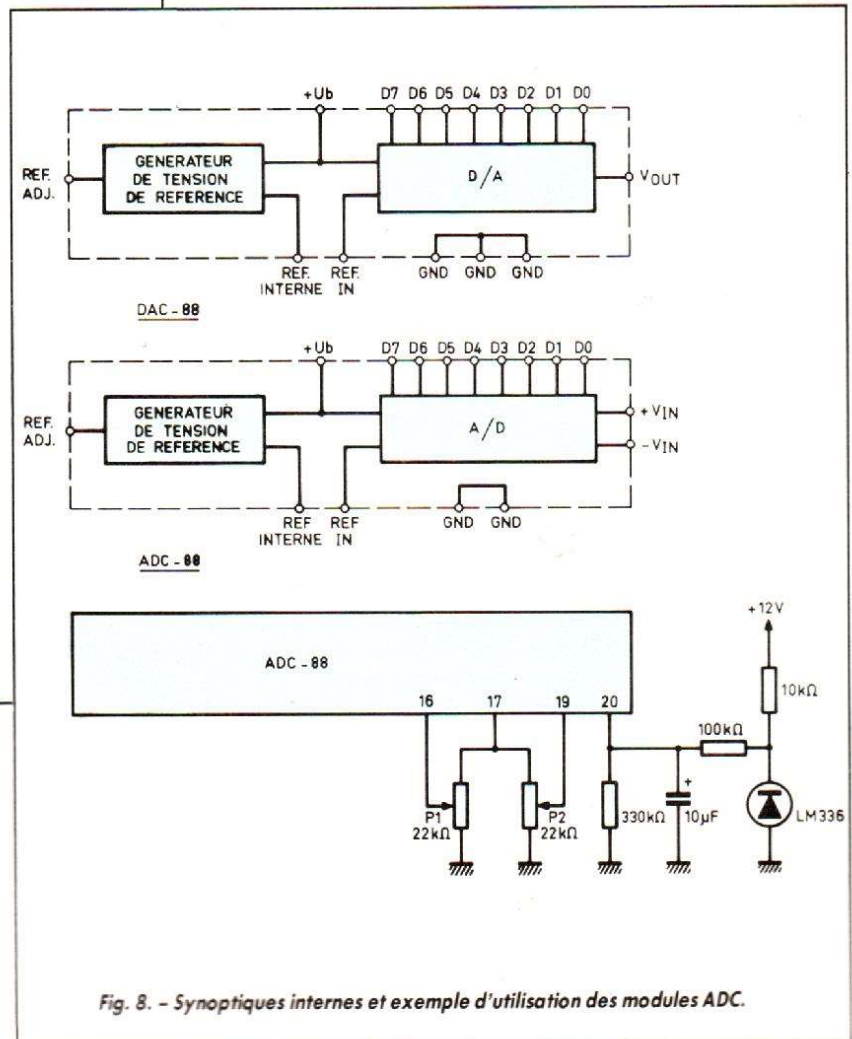 +Ub D7 D6 D5 D4 D3 D2 D1 D0
REF.
ADJ.
GENERATEUR
DE TENSION
DE REFERENCE
D/A
VOUT
REF.
INTERNE
REF.
IN
GND GND GND
DAC - 88
+Ub D7 D6 D5 D4 D3 D2 D1 D0
REF.
ADJ.
GENERATEUR
DE TENSION
DE REFERENCE
A/D
+VIN
-VIN
REF
INTERNE
REF
IN
GND GND
ADC - 88
ADC - 88
16 17 19 20
+12V
10kΩ
100kΩ
P1
22kΩ
P2
22kΩ
330kΩ
+
10µF
LM336
Fig. 8. – Synoptiques internes et exemple d'utilisation des modules ADC.